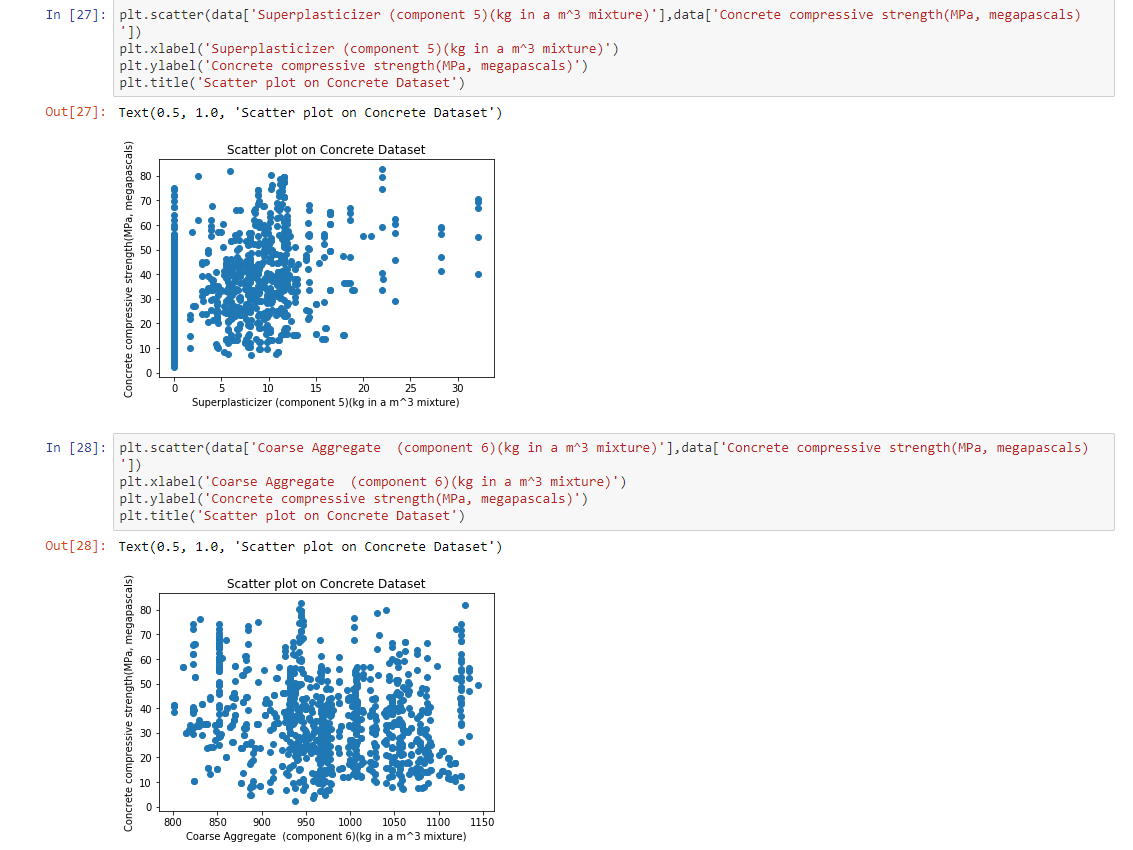 In [27]: plt.scatter(data['Superplasticizer (component 5)(kg in a m^3 mixture)'],data['Concrete compressive strength(MPa, megapascals)
'])
plt.xlabel('Superplasticizer (component 5)(kg in a m^3 mixture)')
plt.ylabel('Concrete compressive strength(MPa, megapascals)')
plt.title('Scatter plot on Concrete Dataset')
Out[27]: Text(0.5, 1.0, 'Scatter plot on Concrete Dataset')
Scatter plot on Concrete Dataset
Concrete compressive strength(MPa, megapascals)
80
70
60
50
40
30
20
10
0
0 5 10 15 20 25 30
Superplasticizer (component 5)(kg in a m^3 mixture)
In [28]: plt.scatter(data['Coarse Aggregate  (component 6)(kg in a m^3 mixture)'],data['Concrete compressive strength(MPa, megapascals)
'])
plt.xlabel('Coarse Aggregate  (component 6)(kg in a m^3 mixture)')
plt.ylabel('Concrete compressive strength(MPa, megapascals)')
plt.title('Scatter plot on Concrete Dataset')
Out[28]: Text(0.5, 1.0, 'Scatter plot on Concrete Dataset')
Scatter plot on Concrete Dataset
Concrete compressive strength(MPa, megapascals)
80
70
60
50
40
30
20
10
0
800 850 900 950 1000 1050 1100 1150
Coarse Aggregate  (component 6)(kg in a m^3 mixture)